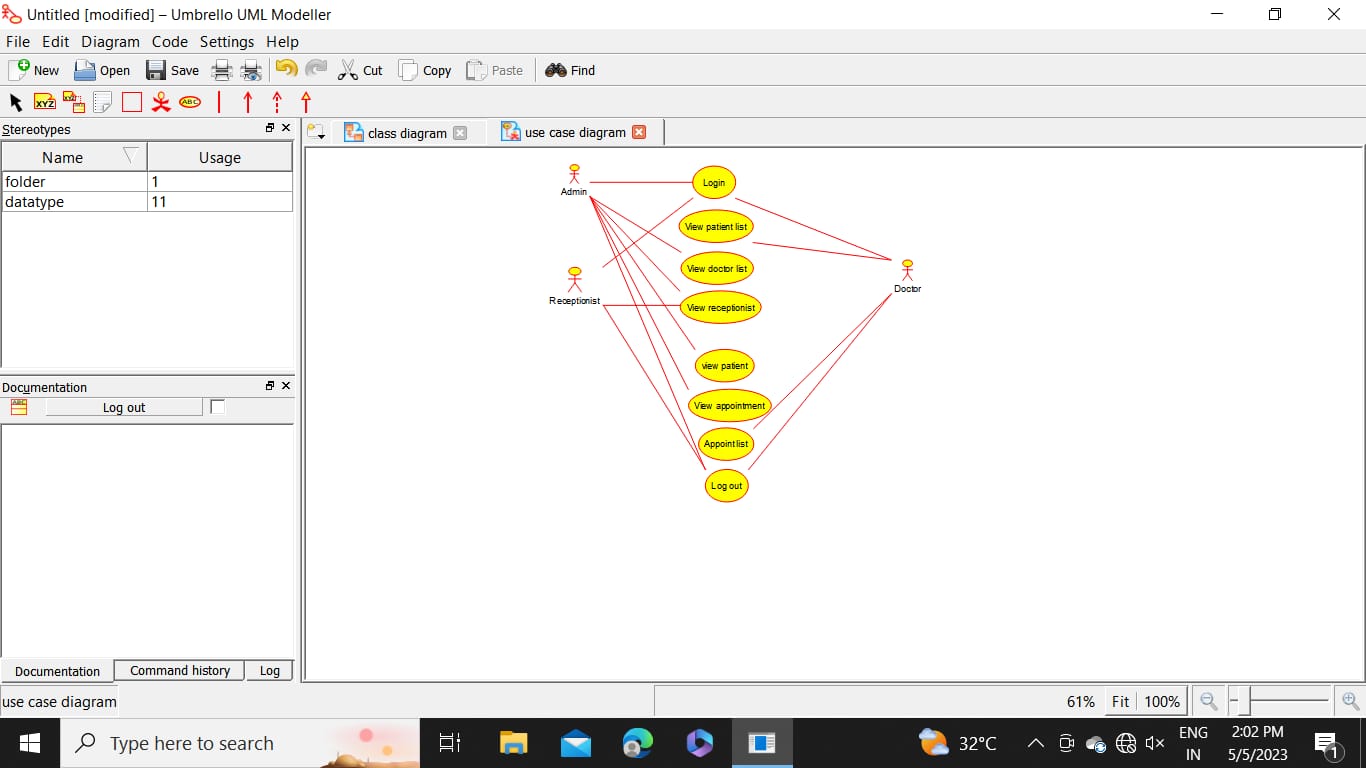 Untitled [modified] – Umbrello UML Modeller
File Edit Diagram Code Settings Help
New Open Save Cut Copy Paste Find
XYZ XYZ ABC
Stereotypes
class diagram
use case diagram
Name Usage
folder 1
datatype 11
Documentation
ABC Log out
Documentation Command history Log
Admin
Receptionist
Login
View patient list
View doctor list
View receptionist
view patient
View appointment
Appoint list
Log out
Doctor
use case diagram
61% Fit 100%
Type here to search
32°C
ENG
IN
2:02 PM
5/5/2023
1